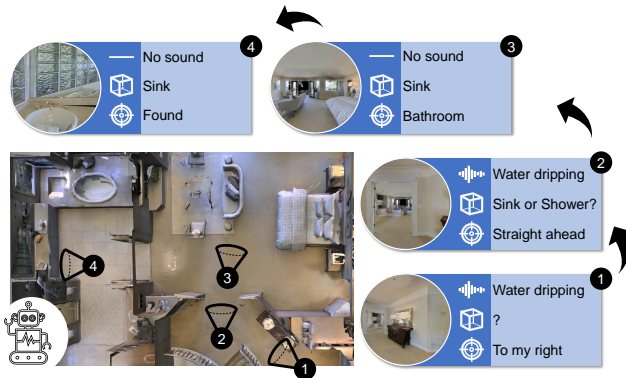 4
No sound
Sink
Found
3
No sound
Sink
Bathroom
2
Water dripping
Sink or Shower?
Straight ahead
1
Water dripping
?
To my right
4
3
2
1